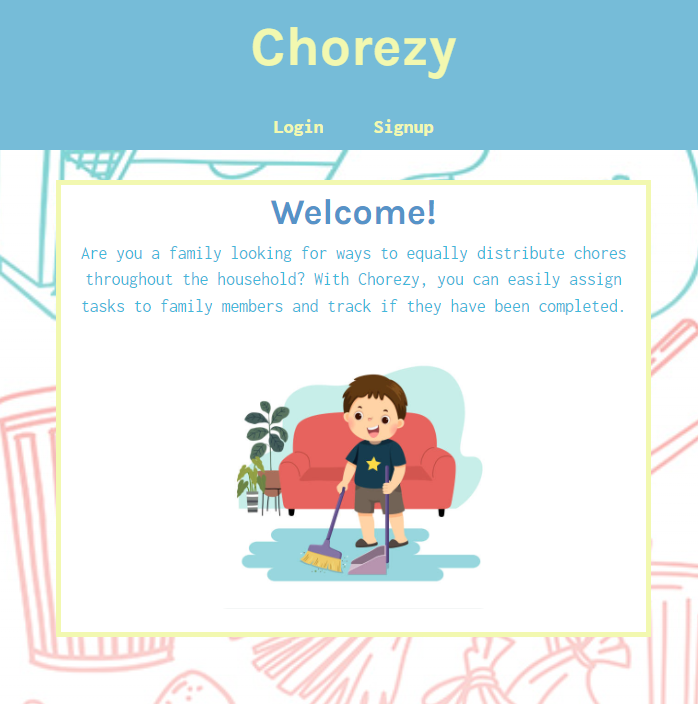 Chorezy
Login Signup
Welcome!
Are you a family looking for ways to equally distribute chores
throughout the household? With Chorezy, you can easily assign
tasks to family members and track if they have been completed.